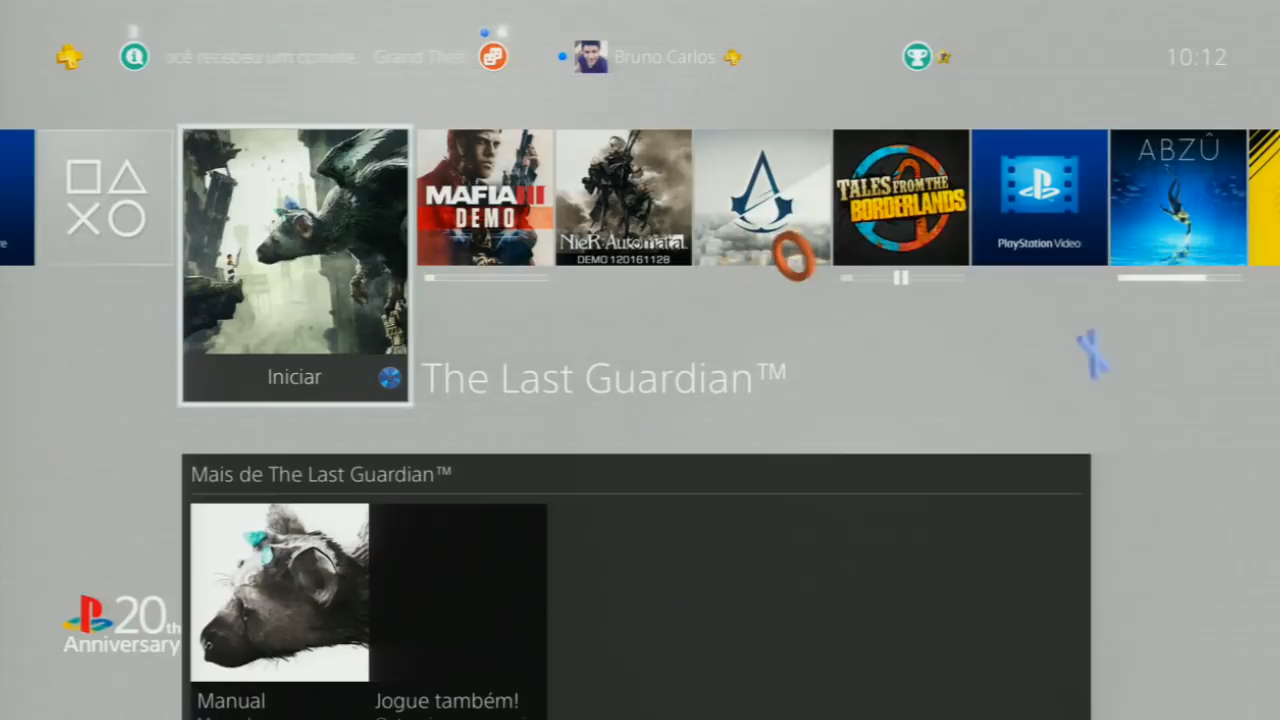 ocê recebeu um convite. Grand Thef
Bruno Carlos
10:12
MAFIA III
DEMO
NieR:Automata
DEMO 120161128
TALES FROM THE
BORDERLANDS
PlayStation Video
ABZÛ
Iniciar
The Last Guardian™
Mais de The Last Guardian™
20th
Anniversary
Manual
Jogue também!